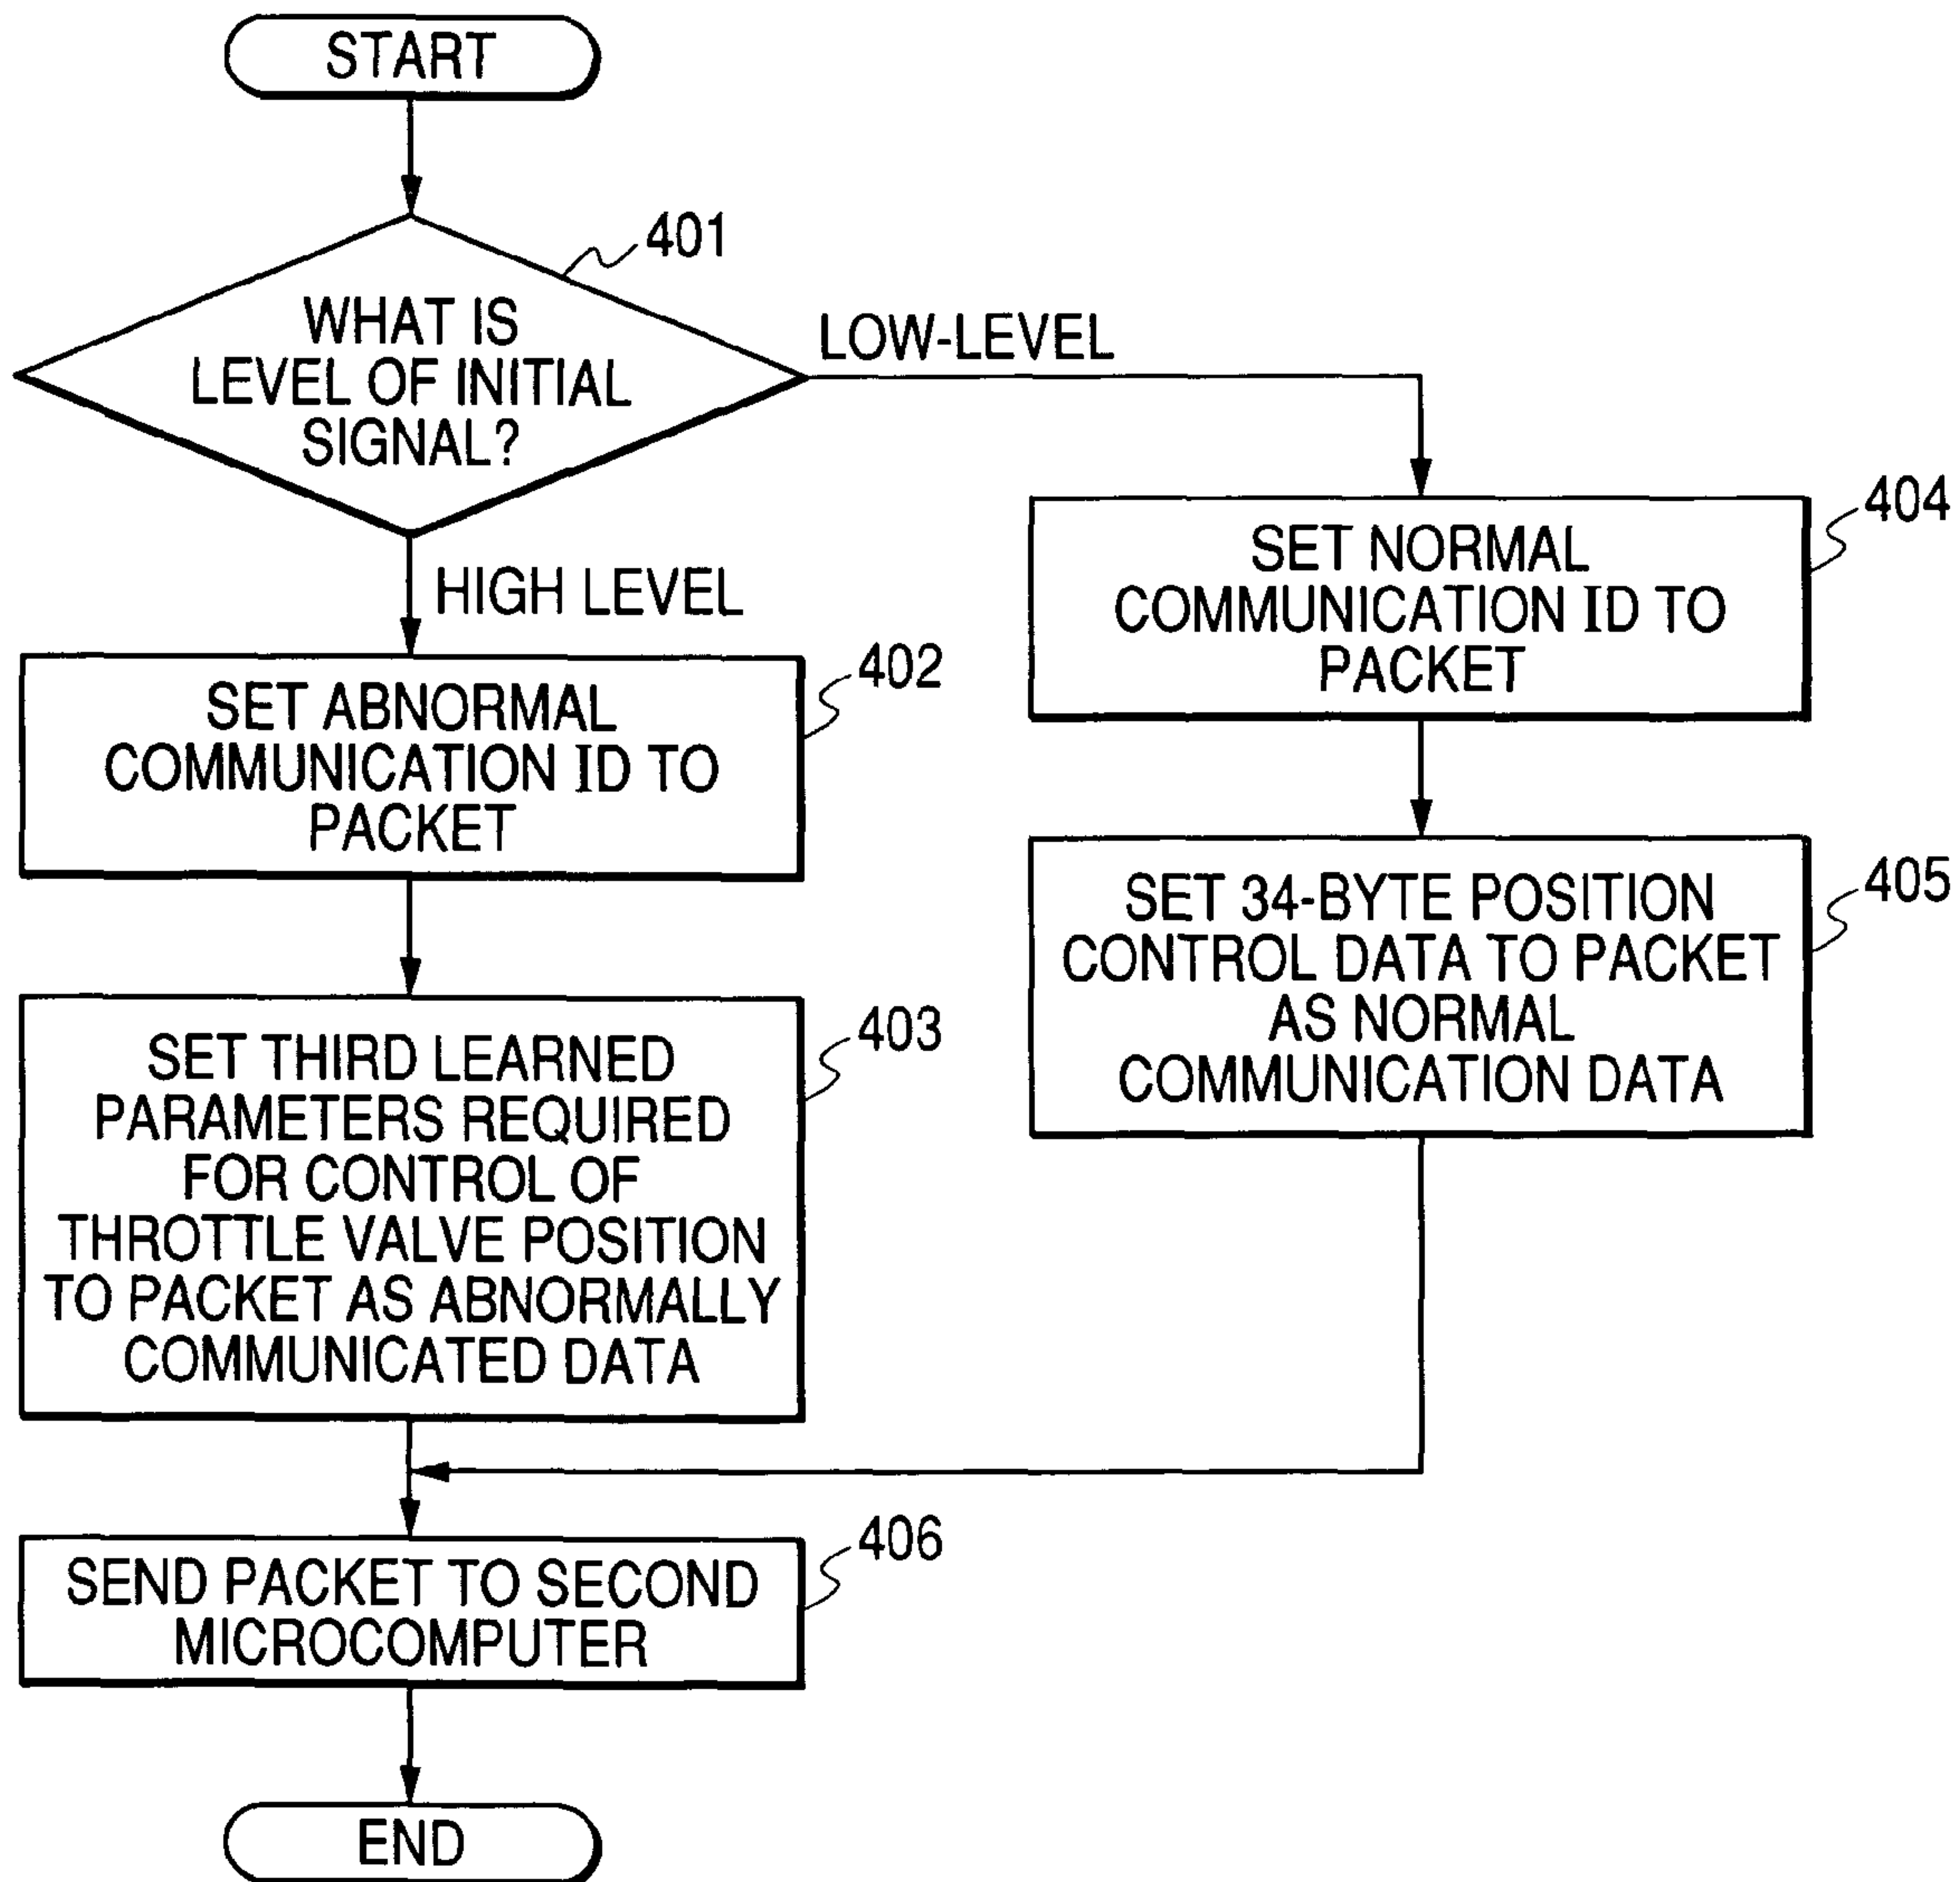 START
401
WHAT IS
LEVEL OF INITIAL
SIGNAL?
LOW-LEVEL
HIGH LEVEL
402
SET ABNORMAL
COMMUNICATION ID TO
PACKET
403
SET THIRD LEARNED
PARAMETERS REQUIRED
FOR CONTROL OF
THROTTLE VALVE POSITION
TO PACKET AS ABNORMALLY
COMMUNICATED DATA
404
SET NORMAL
COMMUNICATION ID TO
PACKET
405
SET 34-BYTE POSITION
CONTROL DATA TO PACKET
AS NORMAL
COMMUNICATION DATA
406
SEND PACKET TO SECOND
MICROCOMPUTER
END